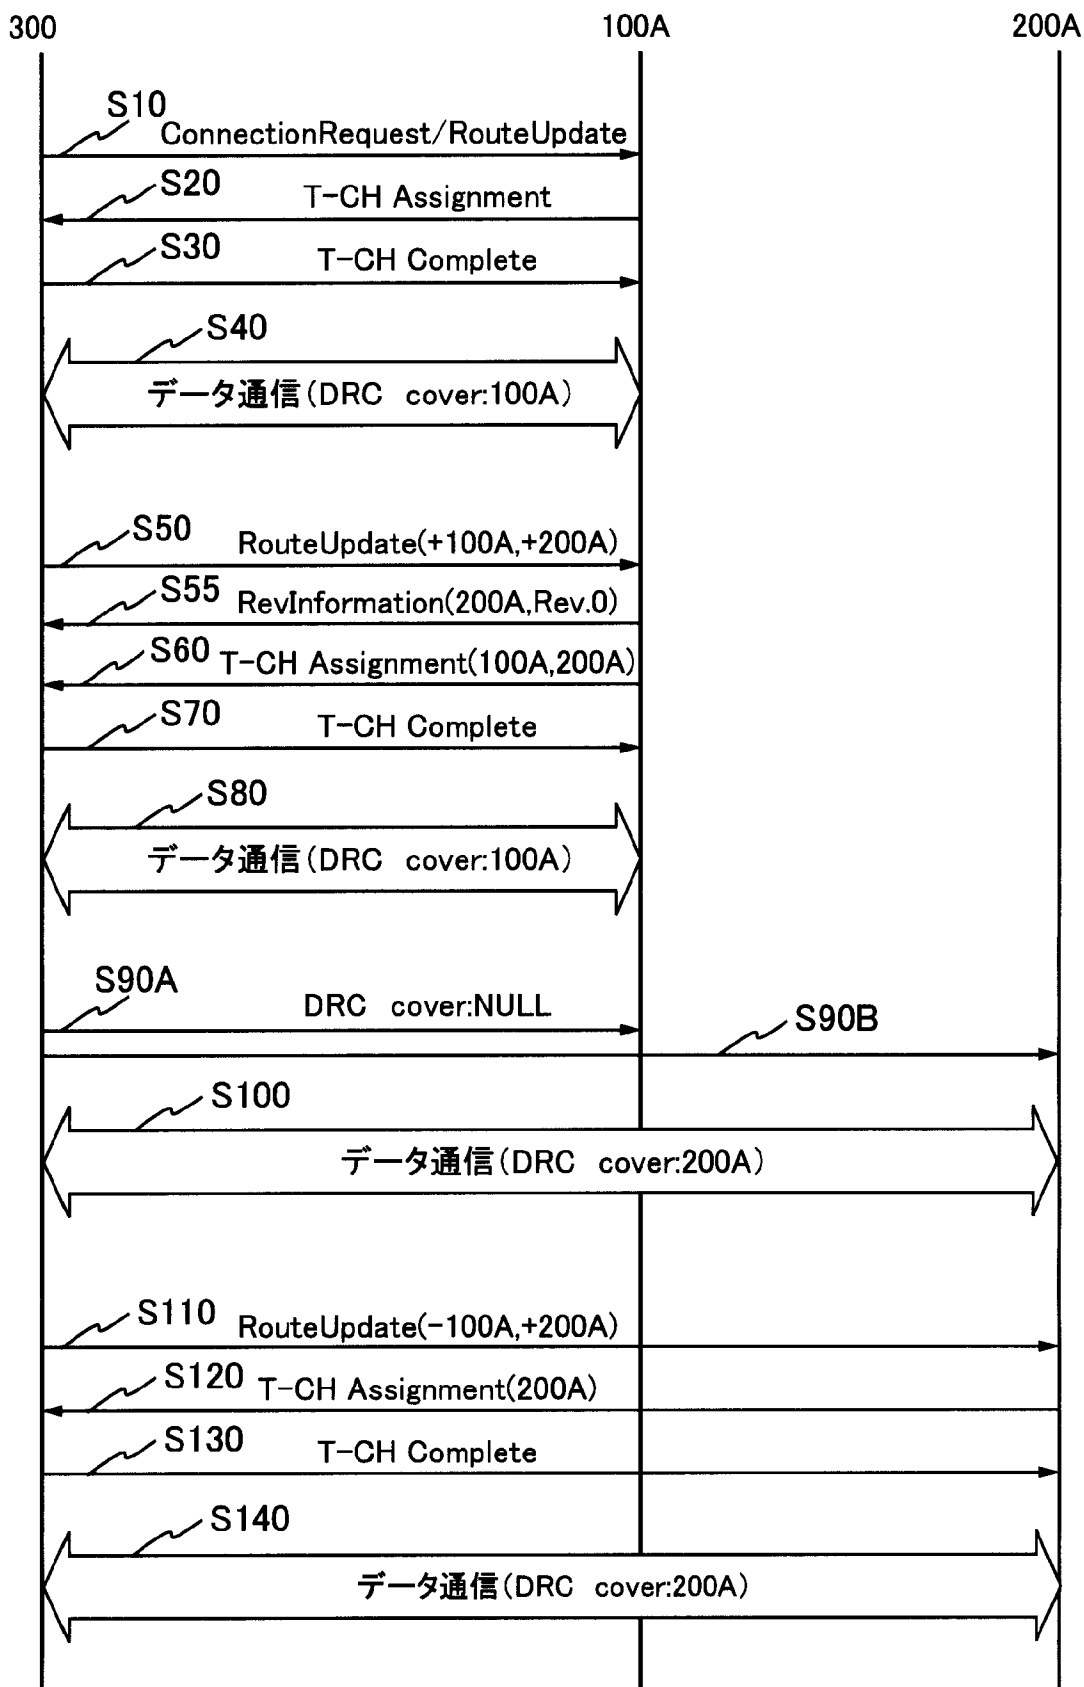 300
100A
200A
S10
ConnectionRequest/RouteUpdate
S20
T-CH Assignment
S30
T-CH Complete
S40
データ通信(DRC cover:100A)
S50
RouteUpdate(+100A,+200A)
S55
RevInformation(200A,Rev.0)
S60
T-CH Assignment(100A,200A)
S70
T-CH Complete
S80
データ通信(DRC cover:100A)
S90A
DRC cover:NULL
S90B
S100
データ通信(DRC cover:200A)
S110
RouteUpdate(-100A,+200A)
S120
T-CH Assignment(200A)
S130
T-CH Complete
S140
データ通信(DRC cover:200A)